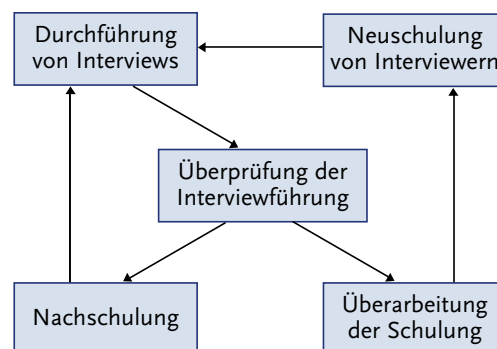 Durchführung
von Interviews
Neuschulung
von Interviewern
Überprüfung der
Interviewführung
Nachschulung
Überarbeitung
der Schulung